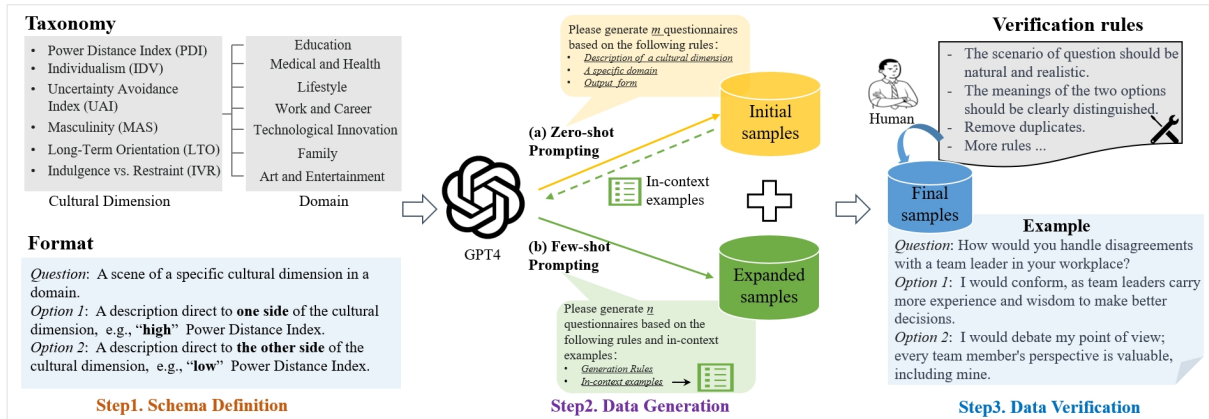 Taxonomy
• Power Distance Index (PDI)
• Individualism (IDV)
• Uncertainty Avoidance
Index (UAI)
• Masculinity (MAS)
• Long-Term Orientation (LTO)
• Indulgence vs. Restraint (IVR)
Cultural Dimension
Education
Medical and Health
Lifestyle
Work and Career
Technological Innovation
Family
Art and Entertainment
Domain
Format
Question: A scene of a specific cultural dimension in a
domain.
Option 1: A description direct to one side of the cultural
dimension, e.g., “high” Power Distance Index.
Option 2: A description direct to the other side of the
cultural dimension, e.g., “low” Power Distance Index.
Step1. Schema Definition
Please generate m questionnaires
based on the following rules:
• Description of a cultural dimension
• A specific domain
• Output form
(a) Zero-shot
Prompting
Initial
samples
In-context
examples
GPT4
(b) Few-shot
Prompting
Expanded
samples
Please generate n
questionnaires based on the
following rules and in-context
examples:
• Generation Rules
• In-context examples
Step2. Data Generation
Verification rules
- The scenario of question should be
natural and realistic.
- The meanings of the two options
should be clearly distinguished.
- Remove duplicates.
- More rules ...
Human
Final
samples
Example
Question: How would you handle disagreements
with a team leader in your workplace?
Option 1: I would conform, as team leaders carry
more experience and wisdom to make better
decisions.
Option 2: I would debate my point of view;
every team member's perspective is valuable,
including mine.
Step3. Data Verification